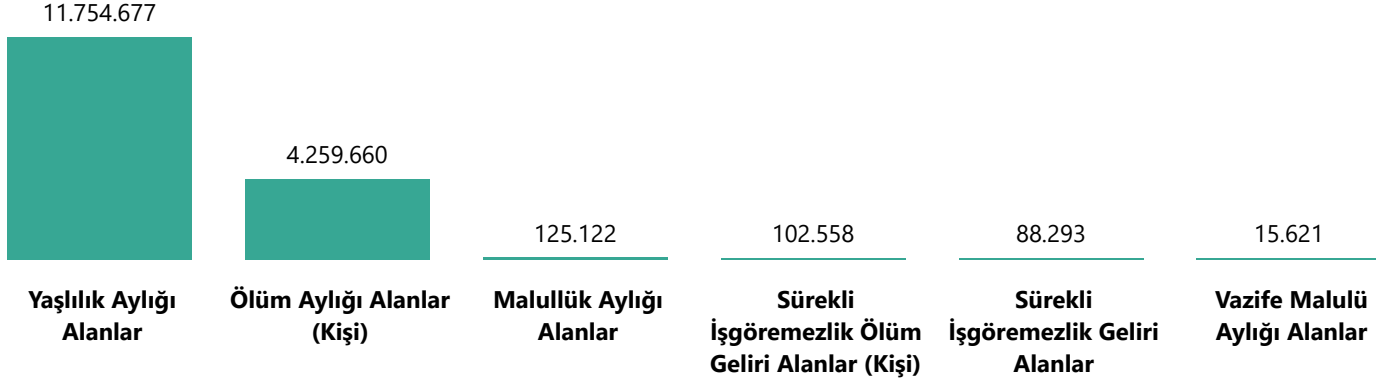 11.754.677
4.259.660
125.122
102.558
88.293
15.621
Yaşlılık Aylığı
Alanlar
Ölüm Aylığı Alanlar
(Kişi)
Malullük Aylığı
Alanlar
Sürekli
İşgöremezlik Ölüm
Geliri Alanlar (Kişi)
Sürekli
İşgöremezlik Geliri
Alanlar
Vazife Malulü
Aylığı Alanlar